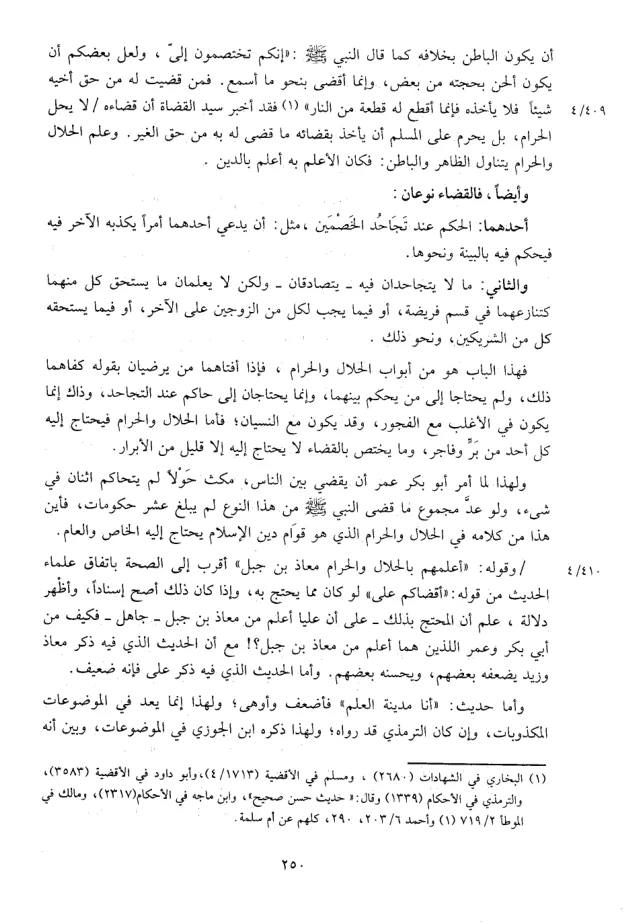 أن يكون الباطن بخلافه كما قال النبي ﷺ :«إنكم تختصمون إليّ ، ولعل بعضكم أن
يكون ألحن بحجته من بعض، وإنما أقضى بنحو ما أسمع. فمن قضيت له من حق أخيه
شيئاً فلا يأخذه فإنما أقطع له قطعة من النار» (١) فقد أخبر سيد القضاة أن قضاءه / لا يحل ٤/٤٠٩
الحرام، بل يحرم على المسلم أن يأخذ بقضائه ما قضى له به من حق الغير. وعلم الحلال
والحرام يتناول الظاهر والباطن: فكان الأعلم به أعلم بالدين .
وأيضاً ، فالقضاء نوعان :
أحدهما: الحكم عند تَجَاحُد الخَصْمَين ،مثل: أن يدعي أحدهما أمراً يكذبه الآخر فيه
فيحكم فيه بالبينة ونحوها.
والثاني: ما لا يتجاحدان فيه ـ يتصادقان ـ ولكن لا يعلمان ما يستحق كل منهما
كتنازعهما في قسم فريضة، أو فيما يجب لكل من الزوجين على الآخر، أو فيما يستحقه
كل من الشريكين، ونحو ذلك .
فهذا الباب هو من أبواب الحلال والحرام ، فإذا أفتاهما من يرضيان بقوله كفاهما
ذلك، ولم يحتاجا إلى من يحكم بينهما، وإنما يحتاجان إلى حاكم عند التجاحد، وذاك إنما
يكون في الأغلب مع الفجور، وقد يكون مع النسيان؛ فأما الحلال والحرام فيحتاج إليه
كل أحد من بَرٍّ وفاجر، وما يختص بالقضاء لا يحتاج إليه إلا قليل من الأبرار.
ولهذا لما أمر أبو بكر عمر أن يقضي بين الناس، مكث حَوْلاً لم يتحاكم اثنان في
شيء، ولو عدَّ مجموع ما قضى النبي ﷺ من هذا النوع لم يبلغ عشر حكومات، فأين
هذا من كلامه في الحلال والحرام الذي هو قوام دين الإسلام يحتاج إليه الخاص والعام.
/ وقوله: «أعلمهم بالحلال والحرام معاذ بن جبل» أقرب إلى الصحة باتفاق علماء ٤/٤١٠
الحديث من قوله:«أقضاكم على» لو كان مما يحتج به، وإذا كان ذلك أصح إسناداً، وأظْهر
دلالة ، علم أن المحتج بذلك ـ على أن عليا أعلم من معاذ بن جبل ـ جاهل ـ فكيف من
أبي بكر وعمر اللذين هما أعلم من معاذ بن جبل؟! مع أن الحديث الذي فيه ذكر معاذ
وزيد يضعفه بعضهم، ويحسنه بعضهم. وأما الحديث الذي فيه ذكر على فإنه ضعيف.
وأما حديث: «أنا مدينة العلم» فأضعف وأوهى؛ ولهذا إنما يعد في الموضوعات
المكذوبات، وإن كان الترمذي قد رواه؛ ولهذا ذكره ابن الجوزي في الموضوعات، وبين أنه
(١) البخاري في الشهادات (٢٦٨٠) ، ومسلم في الأقضية (٤/١٧١٣)،وأبو داود في الأقضية (٣٥٨٣)،
والترمذي في الأحكام (١٣٣٩) وقال:« حديث حسن صحيح»، وابن ماجه في الأحكام(٢٣١٧)، ومالك في
الموطأ ٧١٩/٢ (١) وأحمد ٢٠٣/٦، ٢٩٠، كلهم عن أم سلمة.
٢٥٠